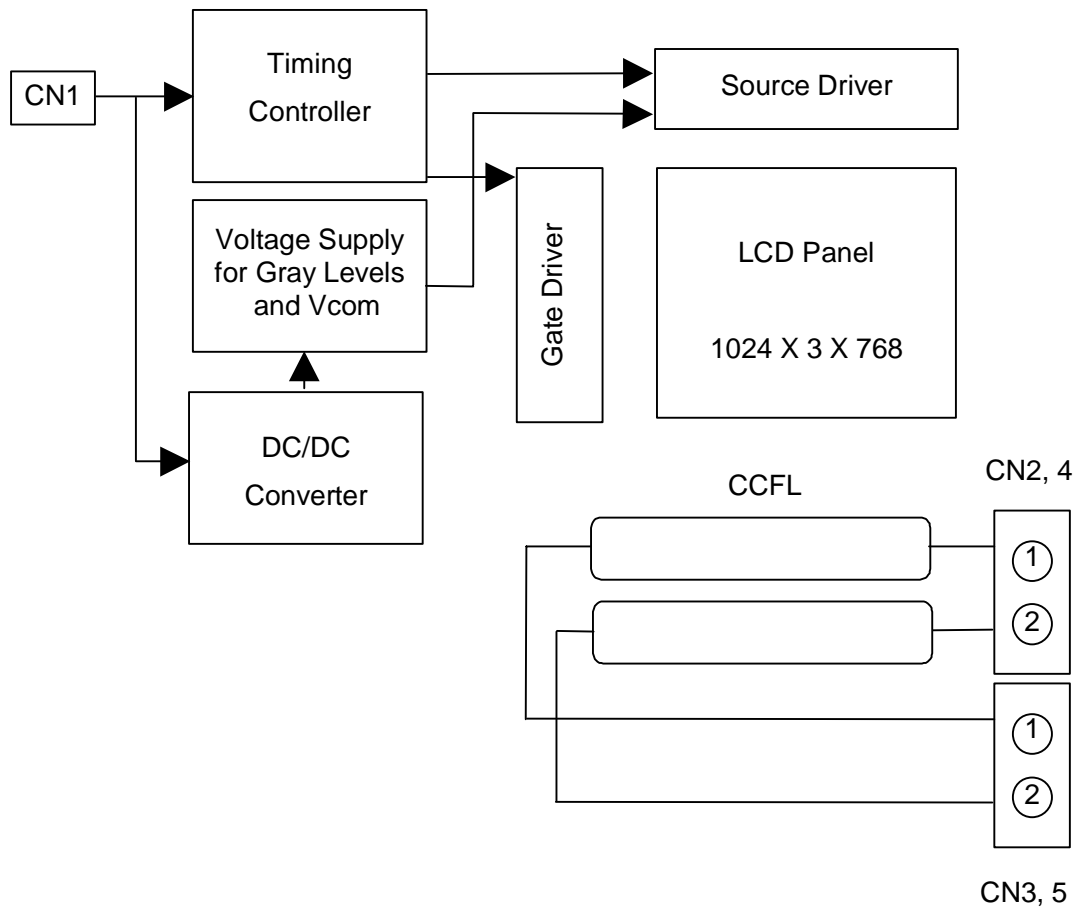 CN1
Timing
Controller
Source Driver
Voltage Supply
for Gray Levels
and Vcom
Gate Driver
LCD Panel
1024 X 3 X 768
DC/DC
Converter
CCFL
CN2, 4
1
2
1
2
CN3, 5